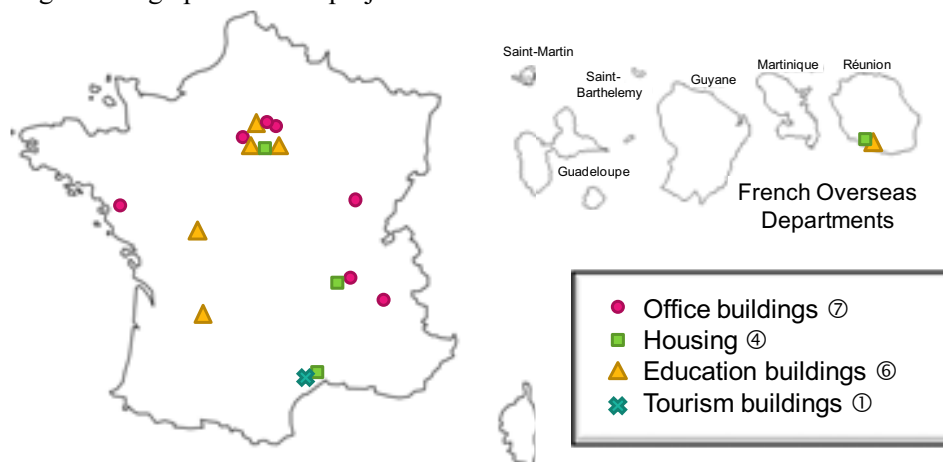 Saint-Martin
Saint-
Barthelemy
Guyane
Martinique
Réunion
Guadeloupe
French Overseas
Departments
Office buildings ⑦
Housing ④
Education buildings ⑥
Tourism buildings ①